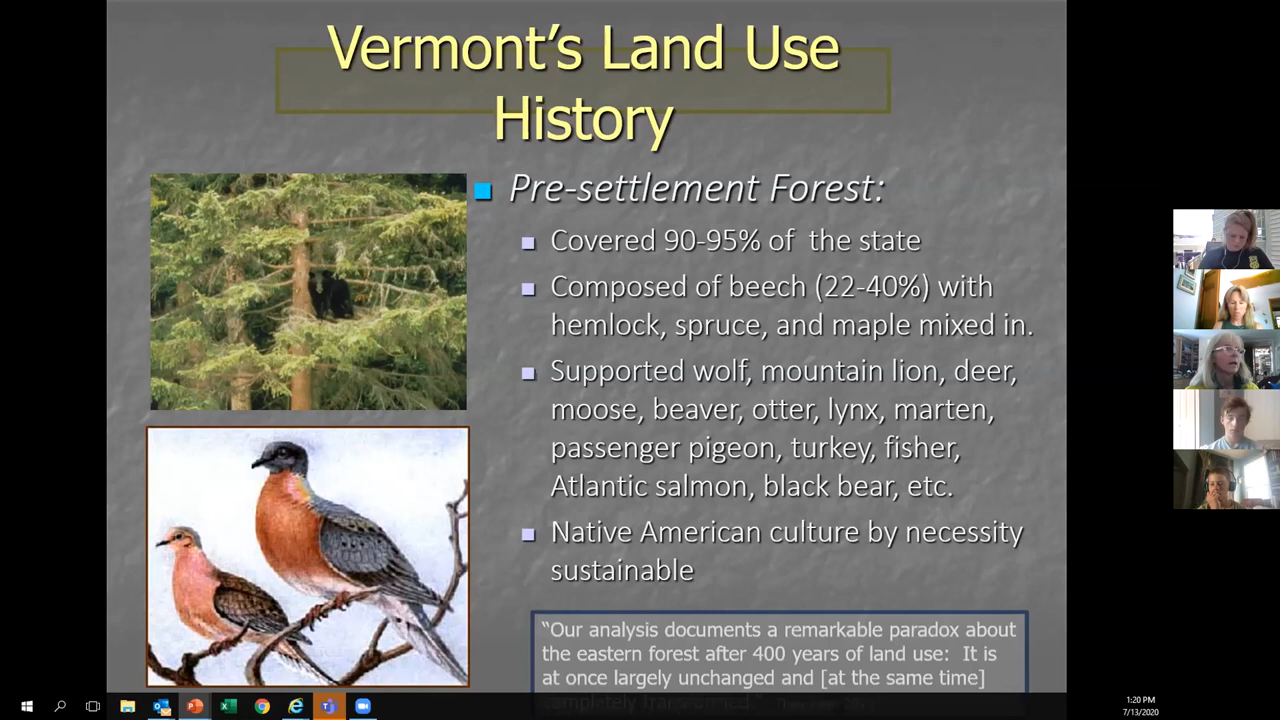 Vermont's Land Use
History
Pre-settlement Forest:
Covered 90-95% of the state
Composed of beech (22-40%) with
hemlock, spruce, and maple mixed in.
Supported wolf, mountain lion, deer,
moose, beaver, otter, lynx, marten,
passenger pigeon, turkey, fisher,
Atlantic salmon, black bear, etc.
Native American culture by necessity
sustainable
“Our analysis documents a remarkable paradox about
the eastern forest after 400 years of land use: It is
at once largely unchanged and [at the same time]
completely
1:20 PM
7/13/2020